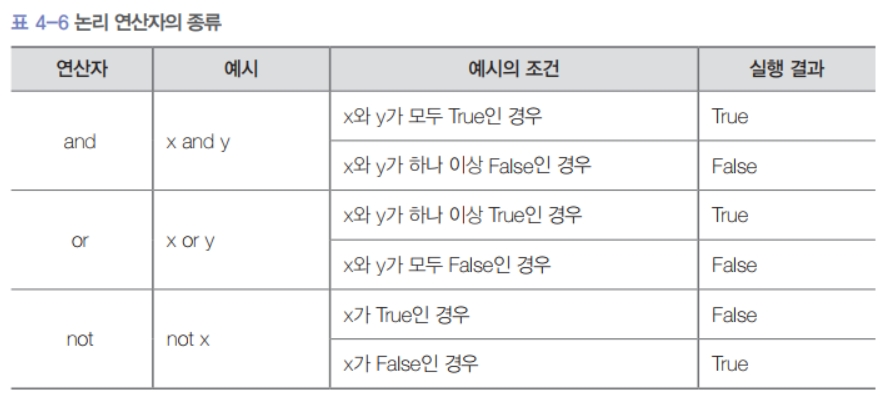 표 4-6 논리 연산자의 종류
연산자 예시 예시의 조건 실행 결과
and x and y x와 y가 모두 True인 경우 True
x와 y가 하나 이상 False인 경우 False
or x or y x와 y가 하나 이상 True인 경우 True
x와 y가 모두 False인 경우 False
not not x x가 True인 경우 False
x가 False인 경우 True